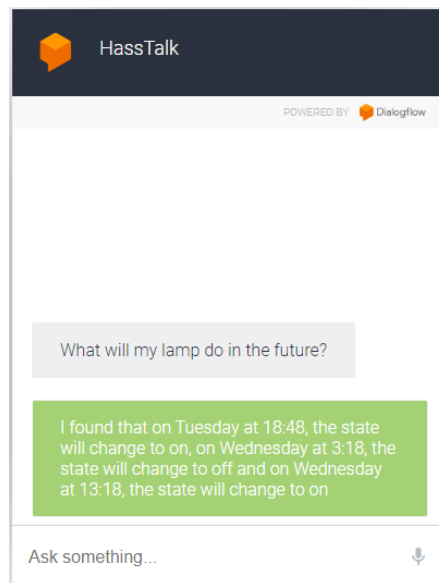 HassTalk
POWERED BY Dialogflow
What will my lamp do in the future?
I found that on Tuesday at 18:48, the state
will change to on, on Wednesday at 3:18, the
state will change to off and on Wednesday
at 13:18, the state will change to on
Ask something...